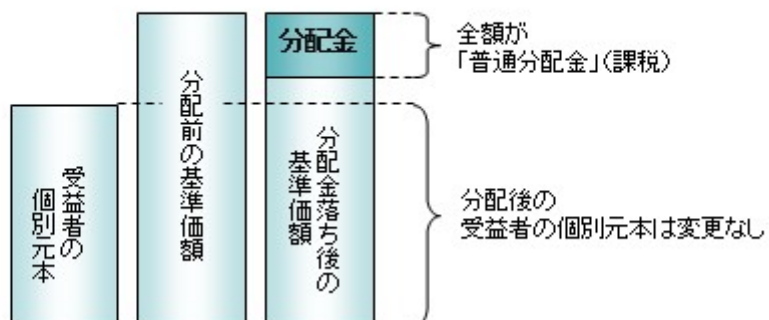 受益者の
個別元本
分配前の基準価額
分配金
分配金落ち後の
基準価額
全額が
「普通分配金」(課税)
分配後の
受益者の個別元本は変更なし